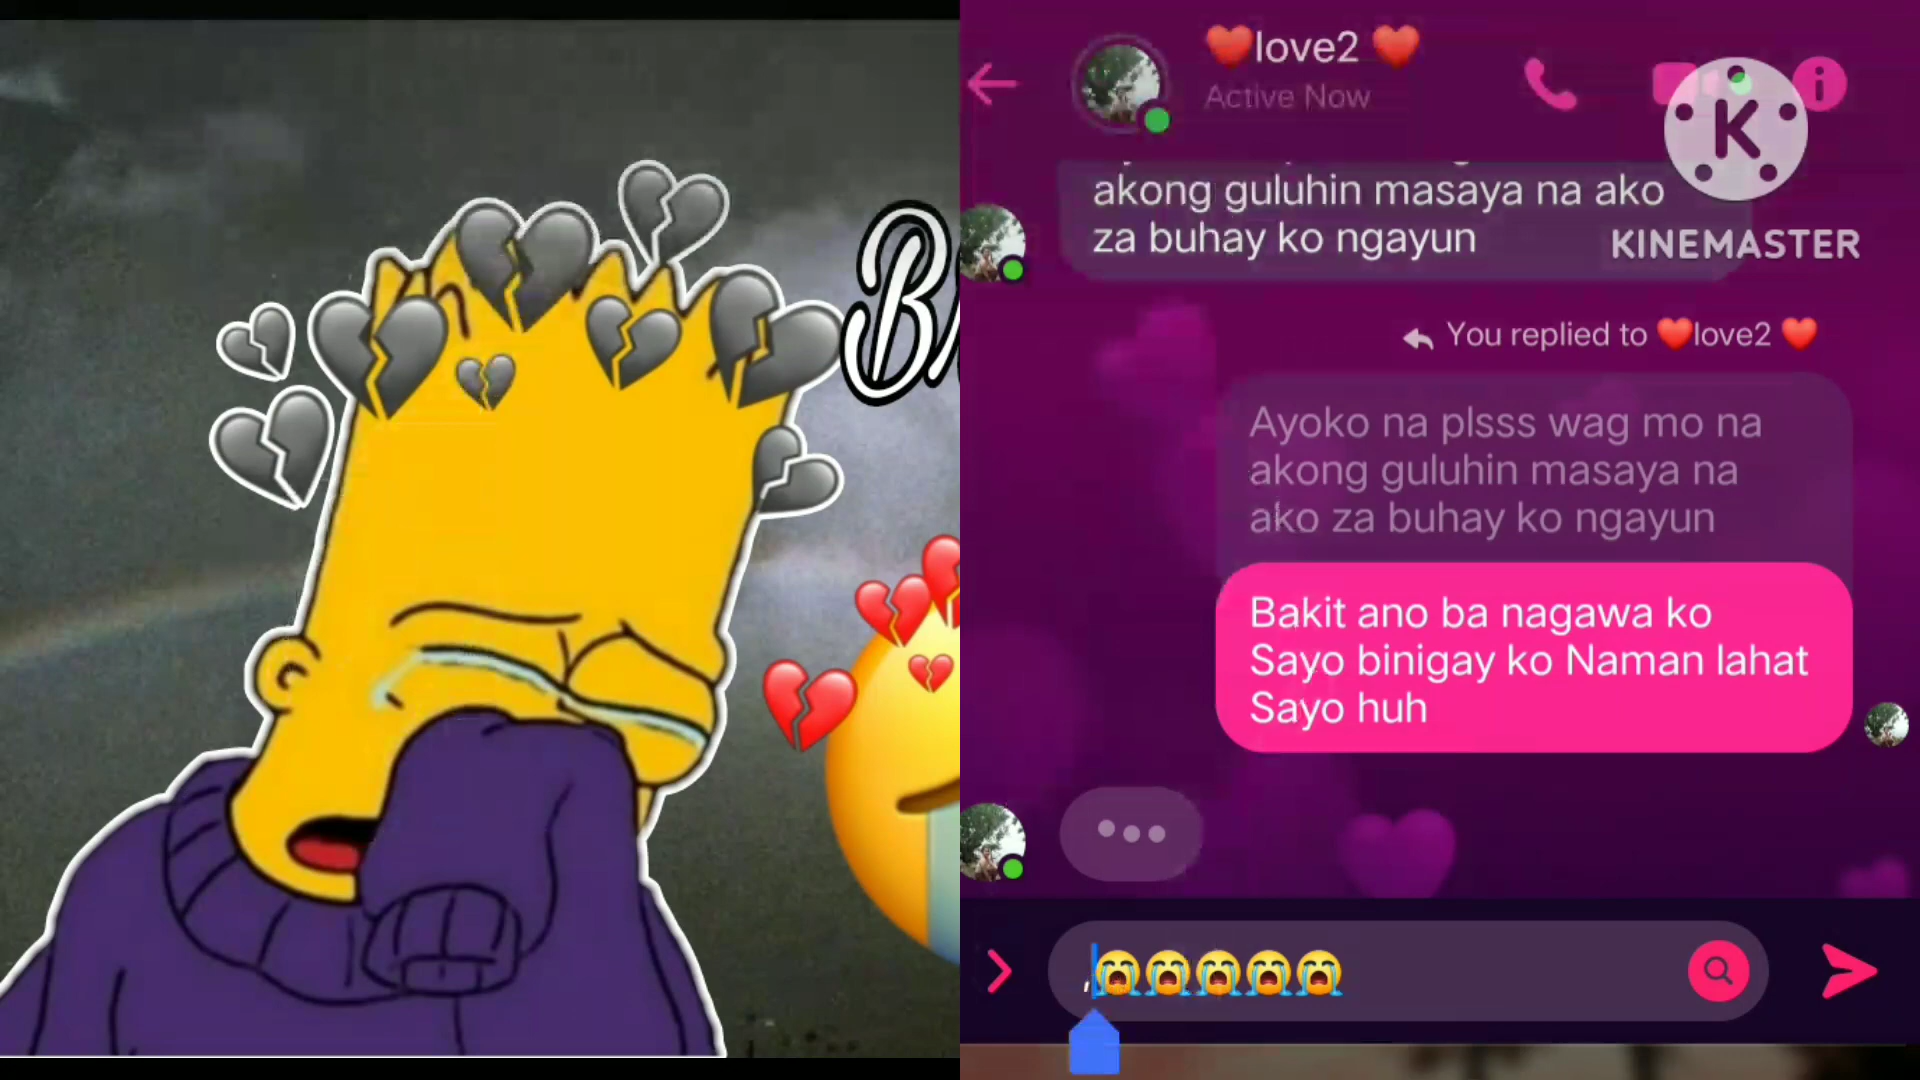 ❤️love2 ❤️
Active Now
K
KINEMASTER
akong guluhin masaya na ako
za buhay ko ngayun
You replied to ❤️love2 ❤️
Ayoko na plsss wag mo na
akong guluhin masaya na
ako za buhay ko ngayun
Bakit ano ba nagawa ko
Sayo binigay ko Naman lahat
Sayo huh
,😭😭😭😭😭